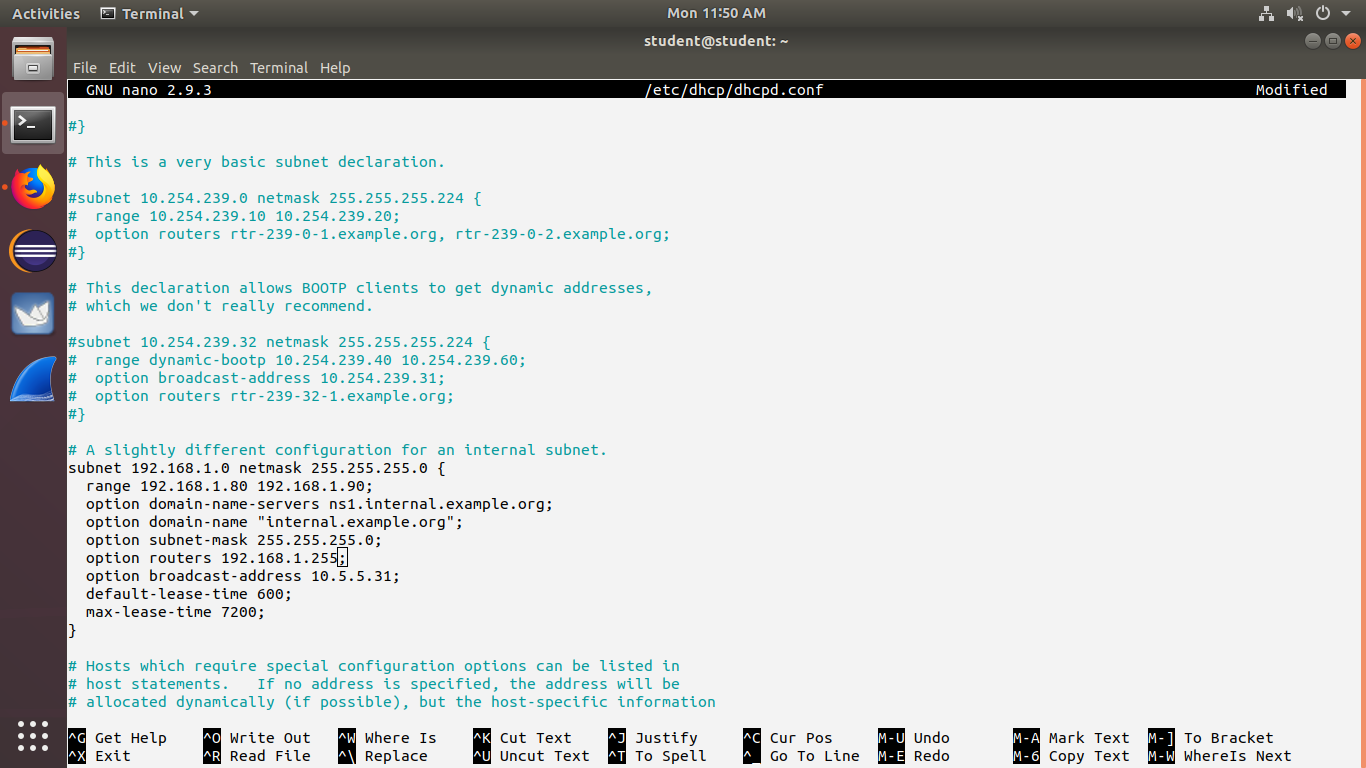 Activities Terminal Mon 11:50 AM
student@student: ~
File Edit View Search Terminal Help
GNU nano 2.9.3 /etc/dhcp/dhcpd.conf Modified
#}
# This is a very basic subnet declaration.
#subnet 10.254.239.0 netmask 255.255.255.224 {
#  range 10.254.239.10 10.254.239.20;
#  option routers rtr-239-0-1.example.org, rtr-239-0-2.example.org;
#}
# This declaration allows BOOTP clients to get dynamic addresses,
# which we don't really recommend.
#subnet 10.254.239.32 netmask 255.255.255.224 {
#  range dynamic-bootp 10.254.239.40 10.254.239.60;
#  option broadcast-address 10.254.239.31;
#  option routers rtr-239-32-1.example.org;
#}
# A slightly different configuration for an internal subnet.
subnet 192.168.1.0 netmask 255.255.255.0 {
  range 192.168.1.80 192.168.1.90;
  option domain-name-servers ns1.internal.example.org;
  option domain-name "internal.example.org";
  option subnet-mask 255.255.255.0;
  option routers 192.168.1.255;
  option broadcast-address 10.5.5.31;
  default-lease-time 600;
  max-lease-time 7200;
}
# Hosts which require special configuration options can be listed in
# host statements.   If no address is specified, the address will be
# allocated dynamically (if possible), but the host-specific information
^G Get Help ^O Write Out ^W Where Is ^K Cut Text ^J Justify ^C Cur Pos M-U Undo M-A Mark Text M-] To Bracket
^X Exit ^R Read File ^\ Replace ^U Uncut Text ^T To Spell ^_ Go To Line M-E Redo M-6 Copy Text M-W WhereIs Next